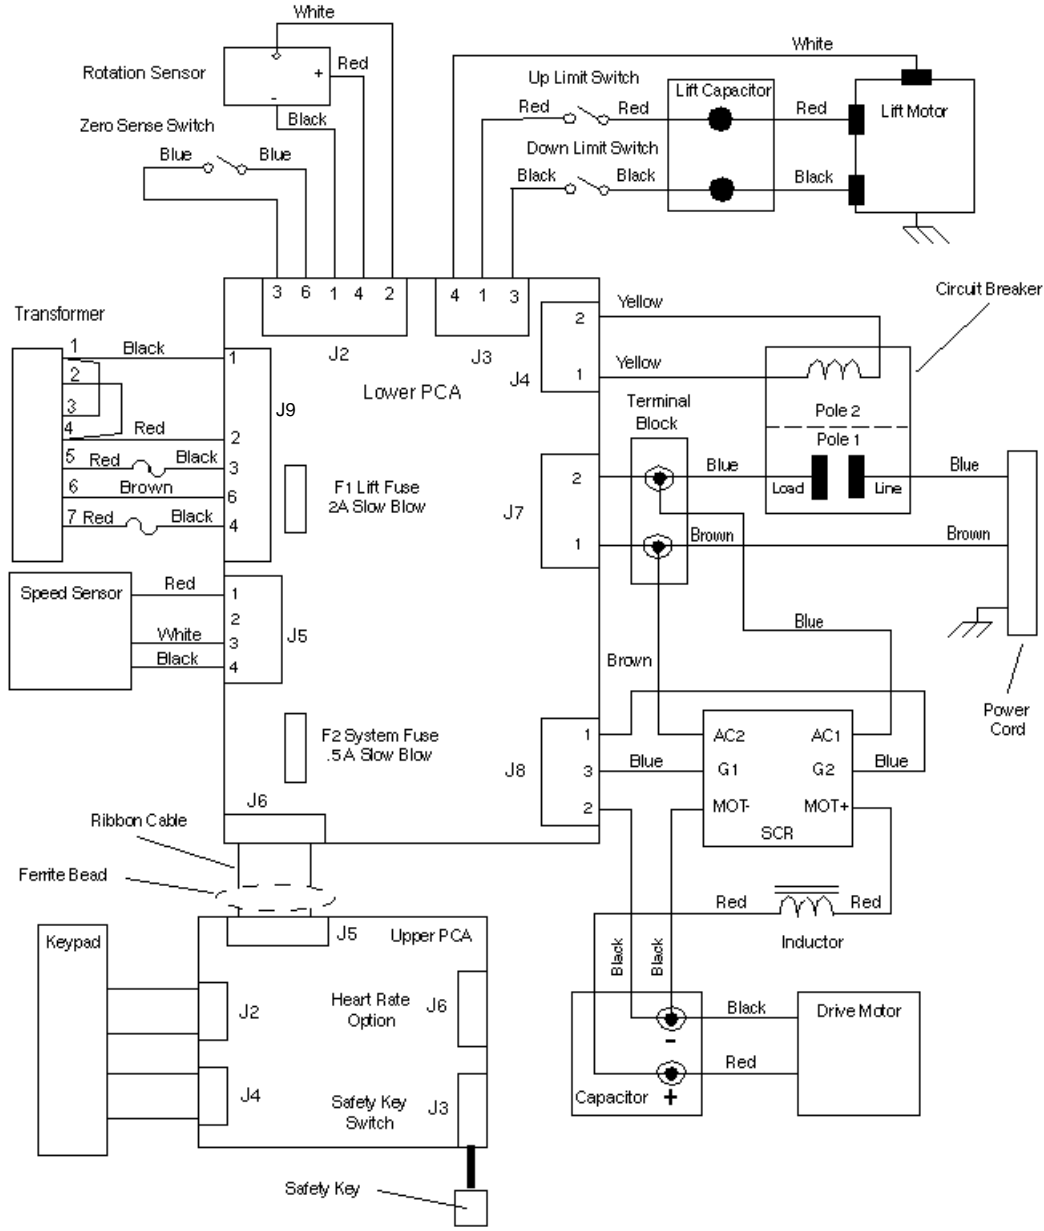 White
Rotation Sensor
+
Red
-
Black
Zero Sense Switch
Blue
Blue
White
Up Limit Switch
Lift Capacitor
Red
Red
Red
Lift Motor
Down Limit Switch
Black
Black
Black
3 6 1 4 2
J2
4 1 3
J3
Yellow
2
Yellow
1
J4
Circuit Breaker
Pole 2
Pole 1
Load
Line
Transformer
1
Black
1
2
3
4
Red
2
5
Red
Black
3
6
Brown
6
7
Red
Black
4
J9
Lower PCA
F1 Lift Fuse
2A Slow Blow
Terminal
Block
2
Blue
Blue
J7
1
Brown
Brown
Blue
Brown
Power
Cord
Speed Sensor
Red
1
2
White
3
Black
4
J5
F2 System Fuse
.5A Slow Blow
J8
1
3
2
Blue
AC2
AC1
G1
G2
Blue
MOT-
MOT+
SCR
J6
Ribbon Cable
Ferrite Bead
J5
Upper PCA
Red
Red
Inductor
Black
Black
Keypad
J2
Heart Rate
Option
J6
J4
Safety Key
Switch
J3
Safety Key
Black
-
Red
Capacitor
+
Drive Motor